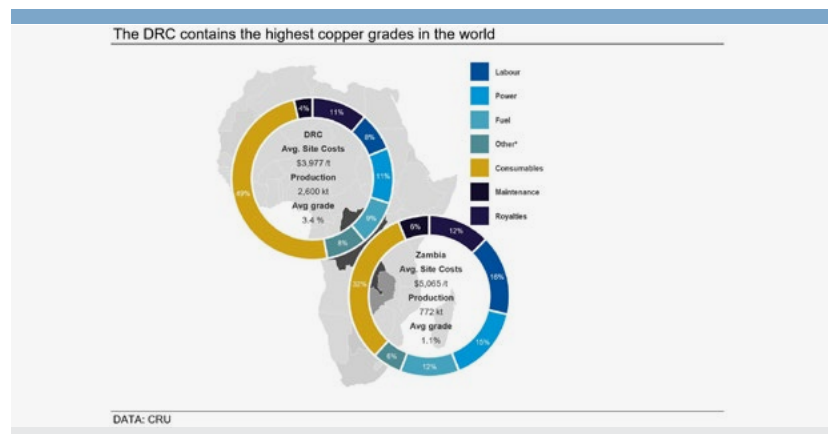 The DRC contains the highest copper grades in the world
Labour
Power
Fuel
Other*
Consumables
Maintenance
Royalties
4%
11%
9%
11%
9%
8%
49%
DRC
Avg. Site Costs
$3,977 /t
Production
2,600 kt
Avg grade
3.4 %
6%
12%
16%
15%
12%
6%
32%
Zambia
Avg. Site Costs
$5,065 /t
Production
772 kt
Avg grade
1.1%
DATA: CRU